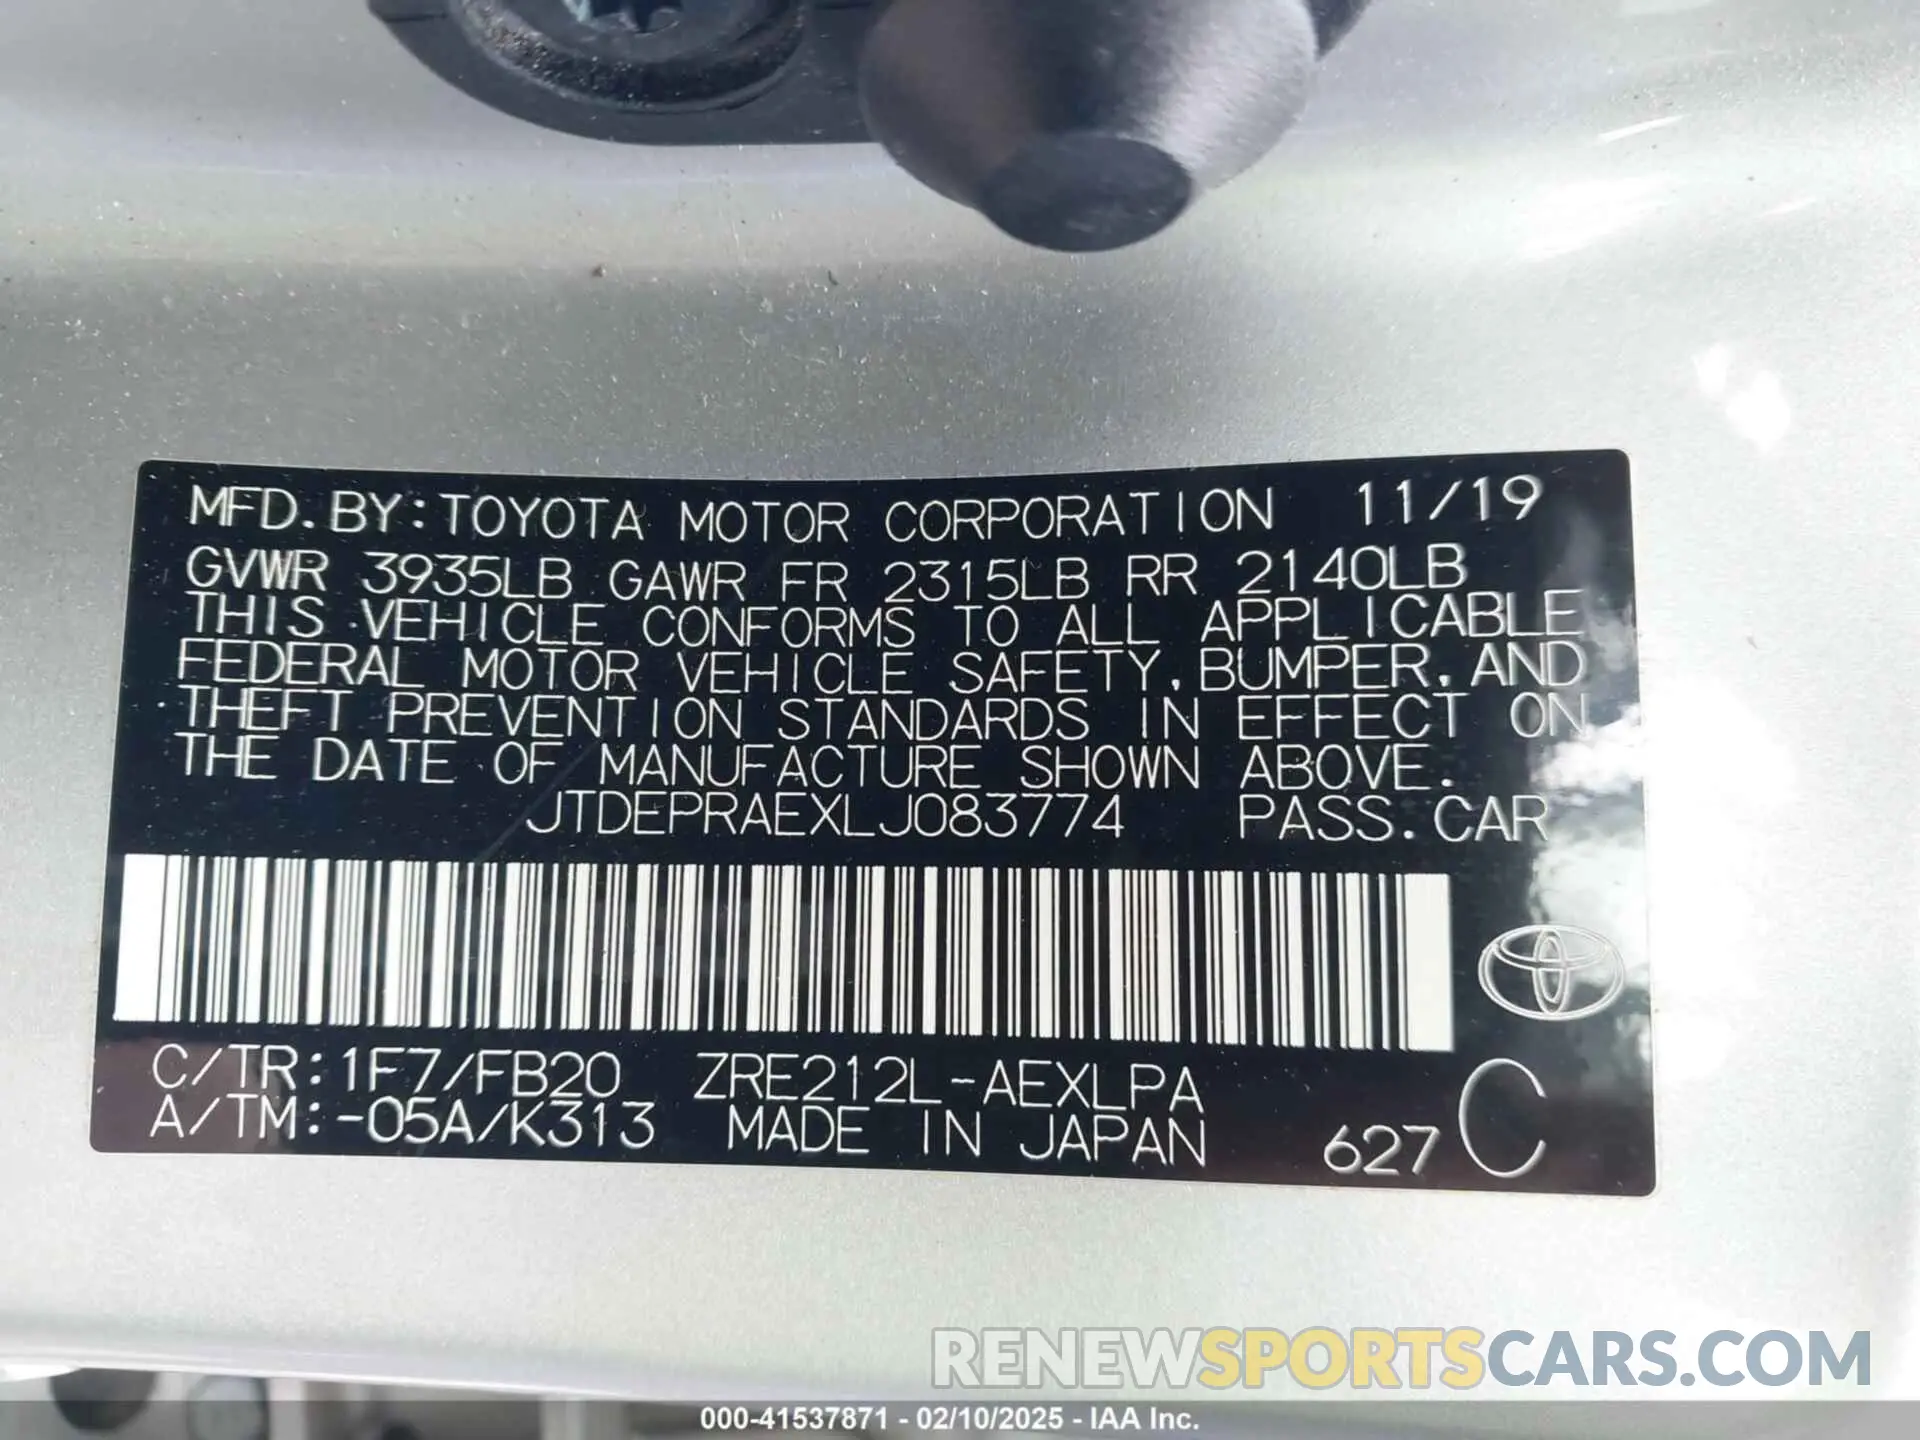 MFD. BY: TOYOTA MOTOR CORPORATION 11/19
GVWR 3935LB GAWR FR 2315LB RR 2140LB
THIS VEHICLE CONFORMS TO ALL APPLICABLE
FEDERAL MOTOR VEHICLE SAFETY, BUMPER, AND
THEFT PREVENTION STANDARDS IN EFFECT ON
THE DATE OF MANUFACTURE SHOWN ABOVE.
JTDEPRAEXLJ083774 PASS. CAR
C/TR: 1F7/FB20 ZRE212L-AEXLPA
A/TM: -05A/K313 MADE IN JAPAN 627 C
RENEWSPORTSCARS.COM
000-41537871 - 02/10/2025 - IAA Inc.